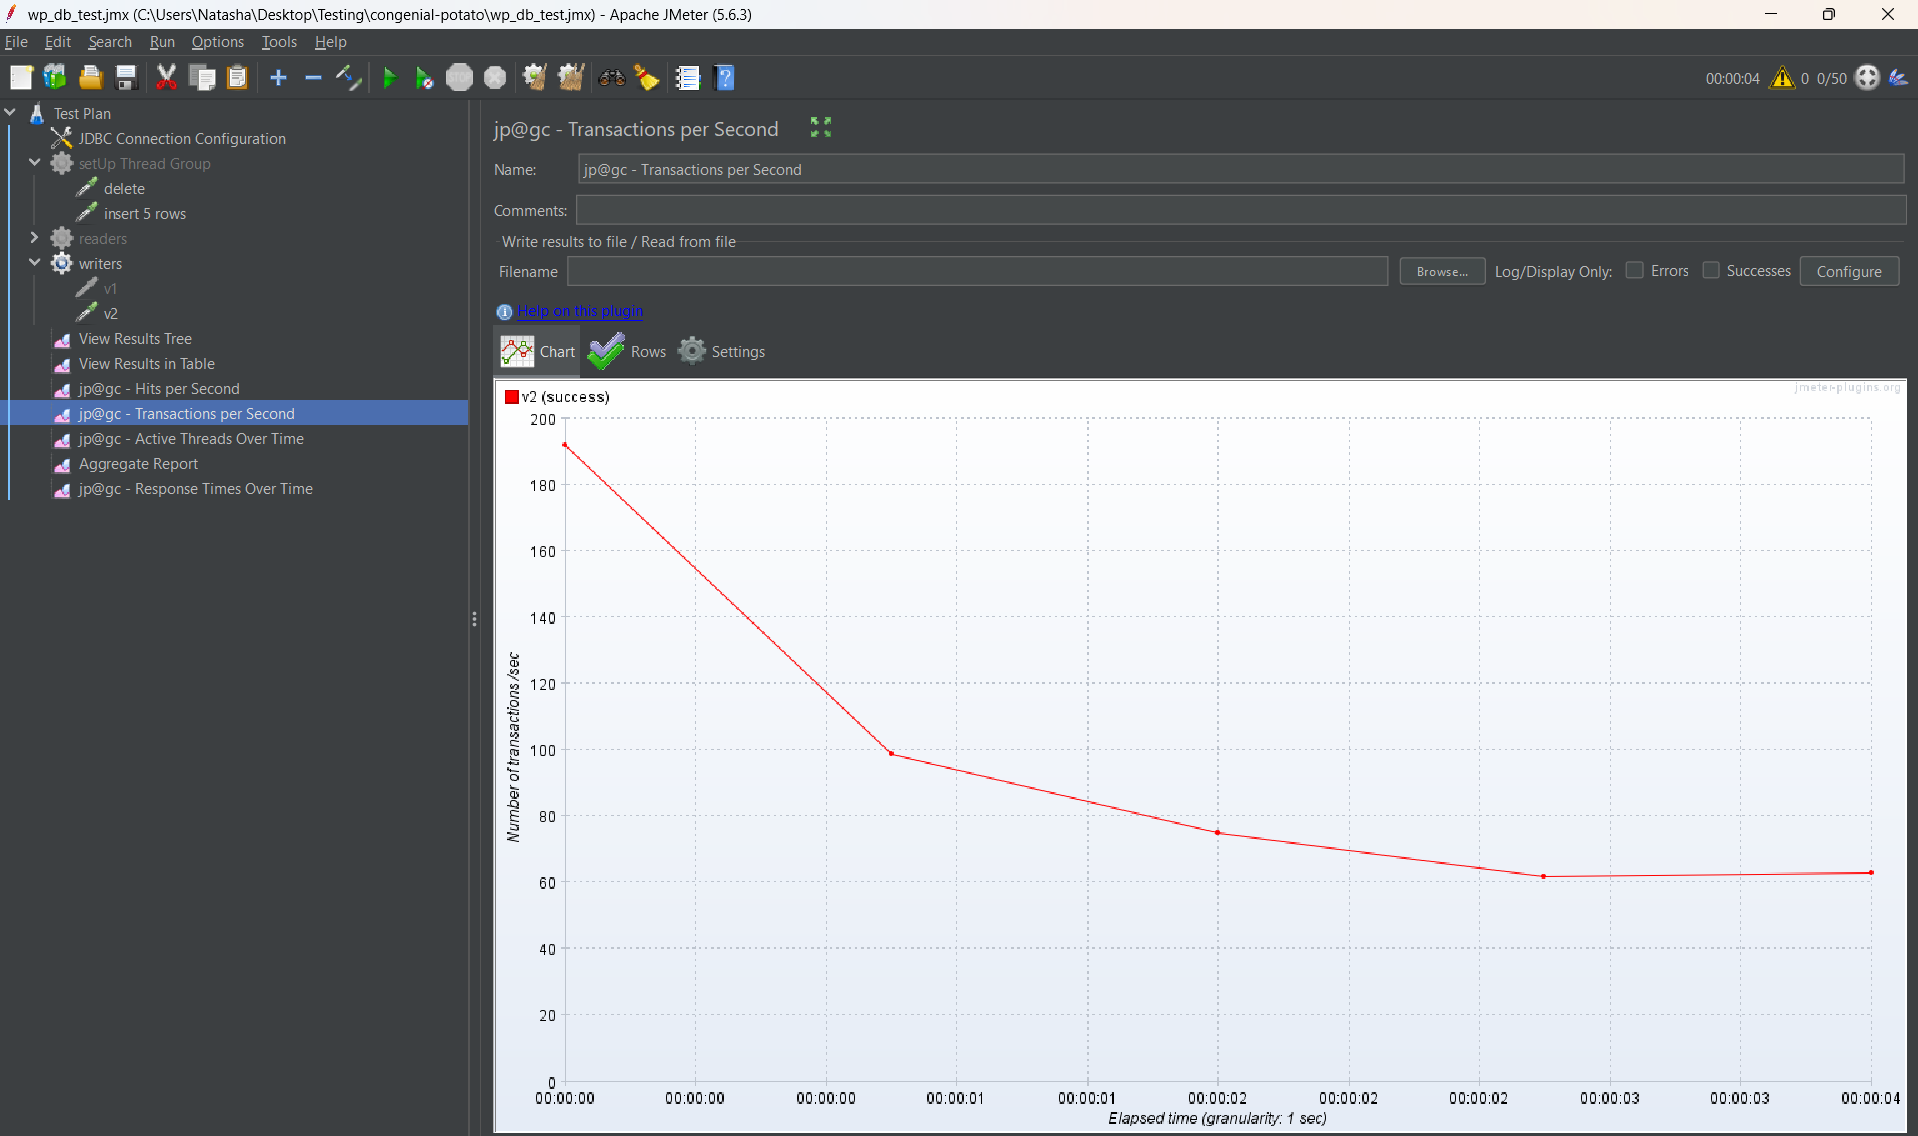 wp_db_test.jmx (C:\Users\Natasha\Desktop\Testing\congenial-potato\wp_db_test.jmx) - Apache JMeter (5.6.3)
File Edit Search Run Options Tools Help
STOP
00:00:04 0 0/50
Test Plan
JDBC Connection Configuration
setUp Thread Group
delete
insert 5 rows
readers
writers
v1
v2
View Results Tree
View Results in Table
jp@gc - Hits per Second
jp@gc - Transactions per Second
jp@gc - Active Threads Over Time
Aggregate Report
jp@gc - Response Times Over Time
jp@gc - Transactions per Second
Name: jp@gc - Transactions per Second
Comments:
Write results to file / Read from file
Filename Browse... Log/Display Only: Errors Successes Configure
Help on this plugin
Chart Rows Settings
jmeter-plugins.org
v2 (success)
200
180
160
140
120
100
80
60
40
20
0
Number of transactions /sec
00:00:00 00:00:00 00:00:00 00:00:01 00:00:01 00:00:02 00:00:02 00:00:02 00:00:03 00:00:03 00:00:04
Elapsed time (granularity: 1 sec)